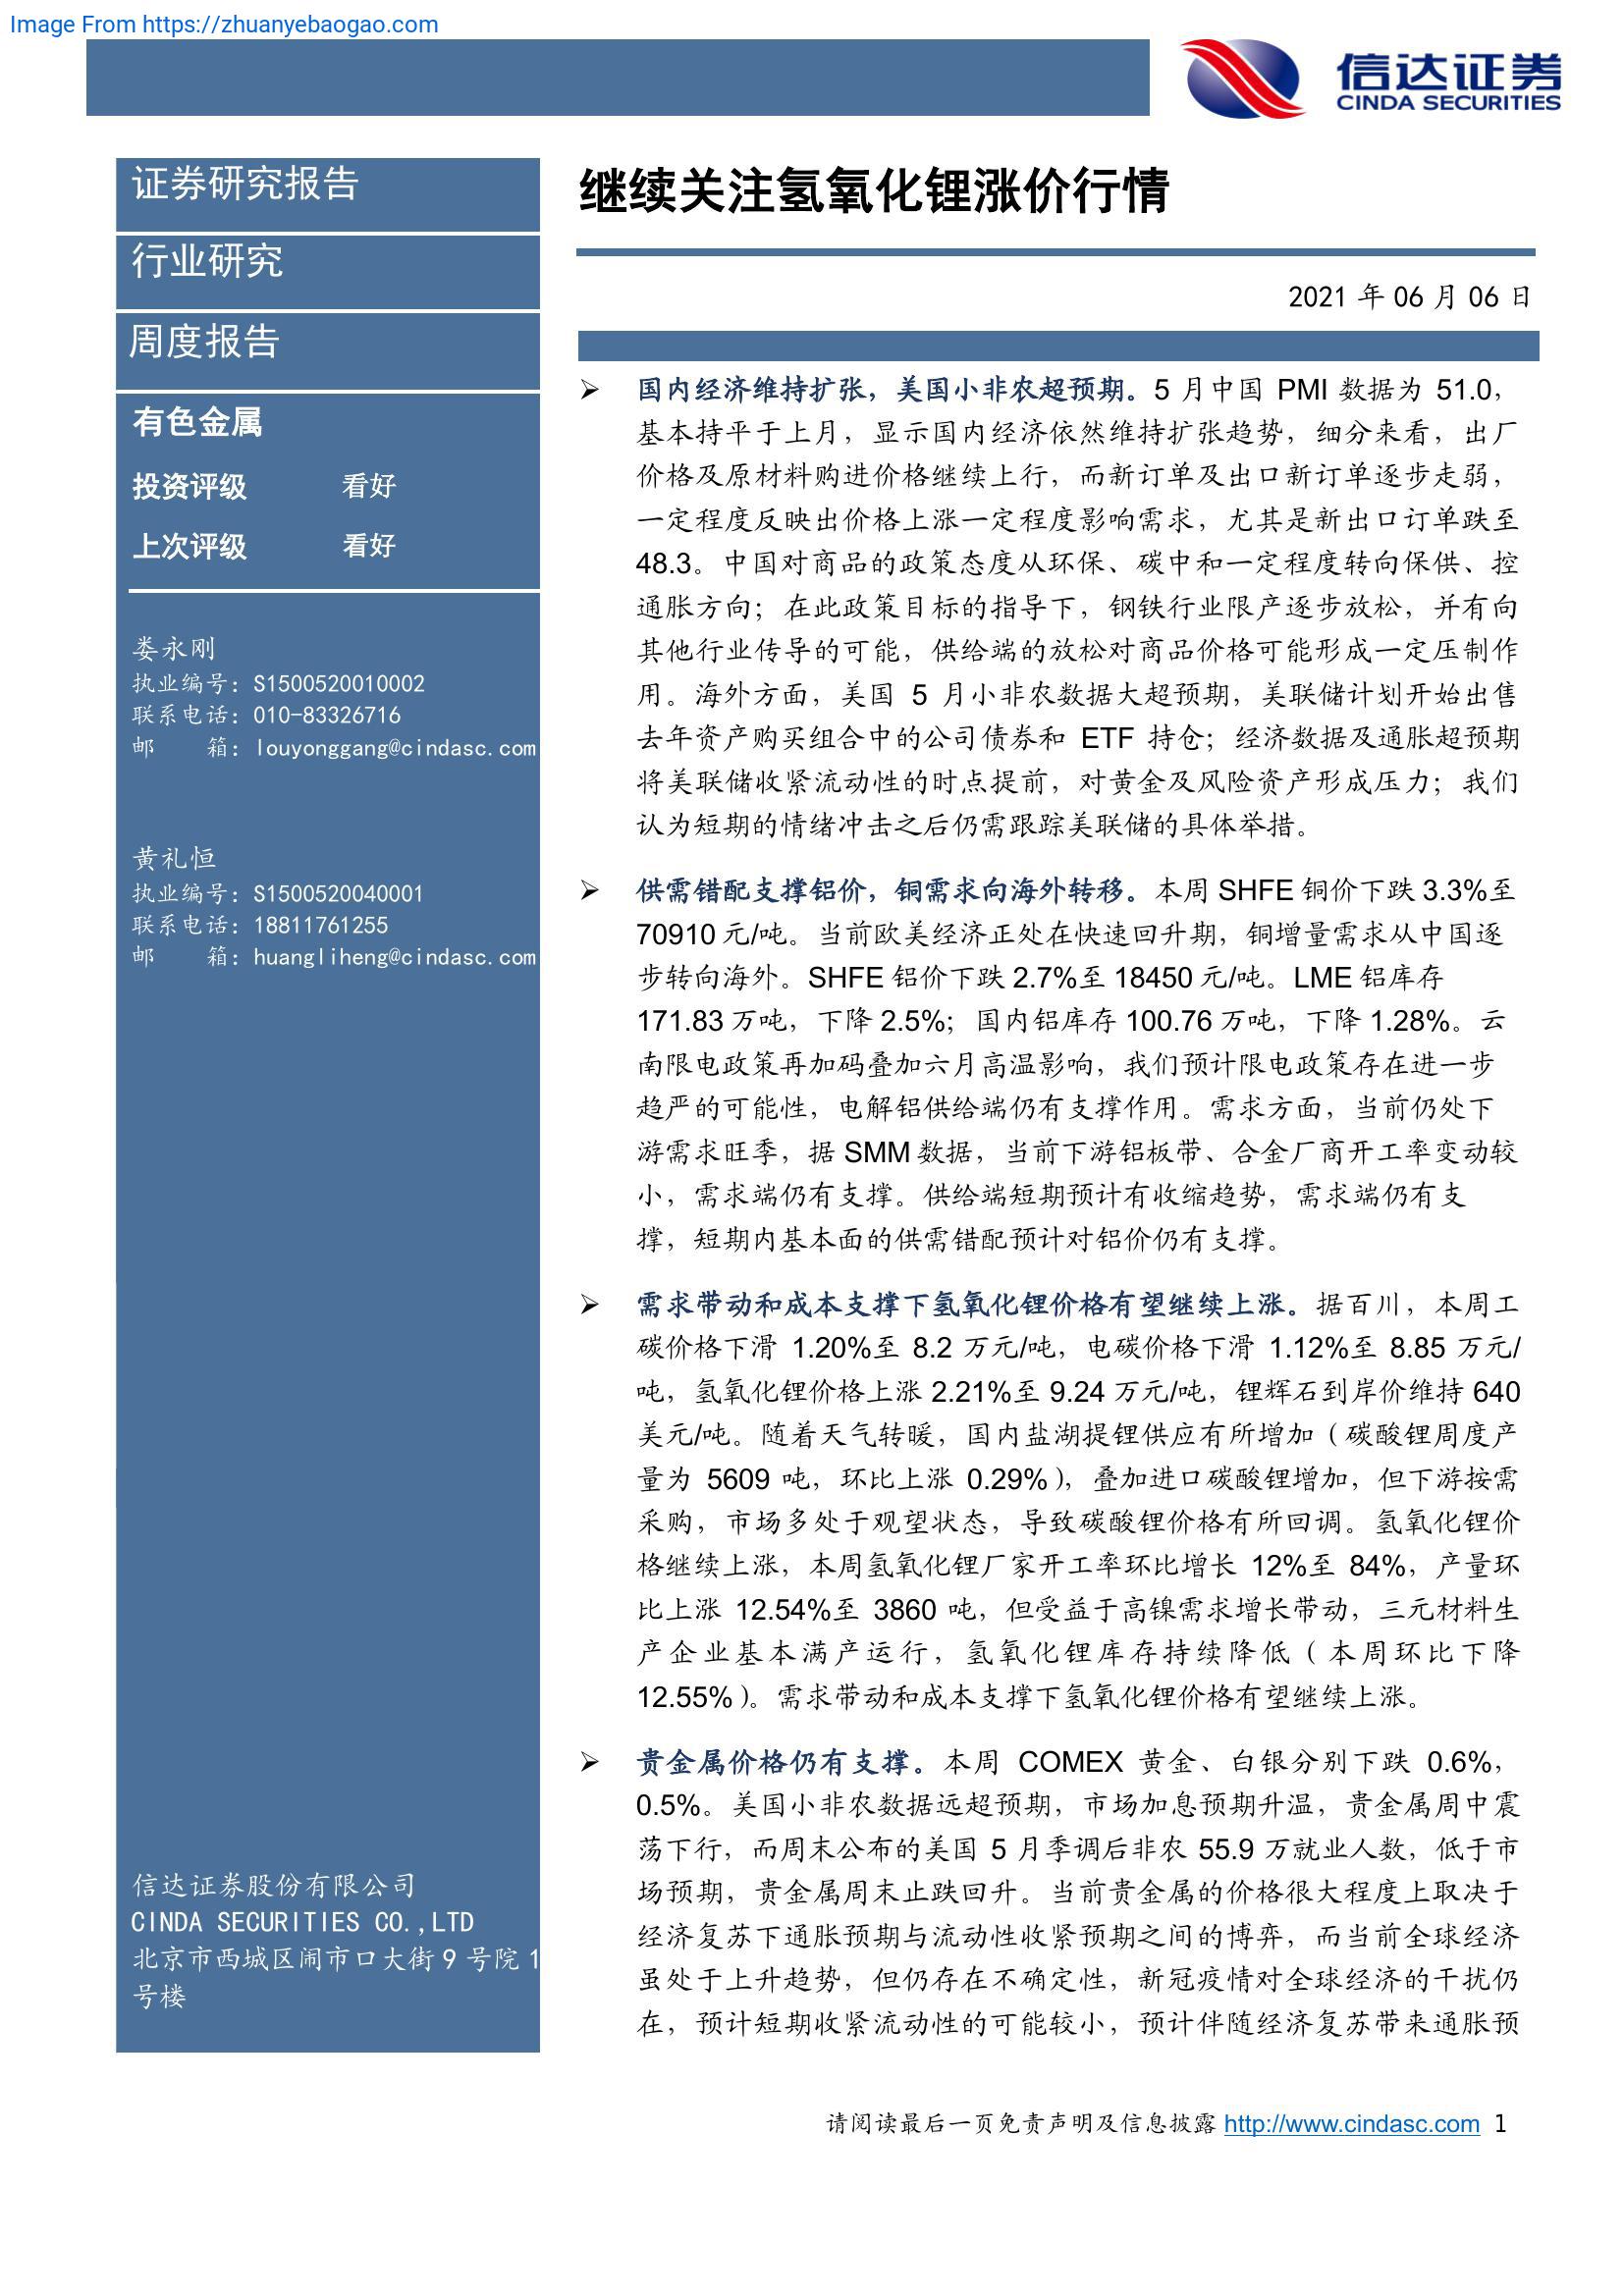 Image From https://zhuanyebaogao.com
信达证券
CINDA SECURITIES
证券研究报告
行业研究
周度报告
有色金属
投资评级 看好
上次评级 看好
娄永刚
执业编号：S1500520010002
联系电话：010-83326716
邮 箱：louyonggang@cindasc.com
黄礼恒
执业编号：S1500520040001
联系电话：18811761255
邮 箱：huangliheng@cindasc.com
信达证券股份有限公司
CINDA SECURITIES CO.,LTD
北京市西城区闹市口大街9号院1
号楼
继续关注氢氧化锂涨价行情
2021 年 06 月 06 日
➢ 国内经济维持扩张，美国小非农超预期。5 月中国 PMI 数据为 51.0，
基本持平于上月，显示国内经济依然维持扩张趋势，细分来看，出厂
价格及原材料购进价格继续上行，而新订单及出口新订单逐步走弱，
一定程度反映出价格上涨一定程度影响需求，尤其是新出口订单跌至
48.3。中国对商品的政策态度从环保、碳中和一定程度转向保供、控
通胀方向；在此政策目标的指导下，钢铁行业限产逐步放松，并有向
其他行业传导的可能，供给端的放松对商品价格可能形成一定压制作
用。海外方面，美国 5 月小非农数据大超预期，美联储计划开始出售
去年资产购买组合中的公司债券和 ETF 持仓；经济数据及通胀超预期
将美联储收紧流动性的时点提前，对黄金及风险资产形成压力；我们
认为短期的情绪冲击之后仍需跟踪美联储的具体举措。
➢ 供需错配支撑铝价，铜需求向海外转移。本周 SHFE 铜价下跌 3.3%至
70910 元/吨。当前欧美经济正处在快速回升期，铜增量需求从中国逐
步转向海外。SHFE 铝价下跌 2.7%至 18450 元/吨。LME 铝库存
171.83 万吨，下降 2.5%；国内铝库存 100.76 万吨，下降 1.28%。云
南限电政策再加码叠加六月高温影响，我们预计限电政策存在进一步
趋严的可能性，电解铝供给端仍有支撑作用。需求方面，当前仍处下
游需求旺季，据 SMM 数据，当前下游铝板带、合金厂商开工率变动较
小，需求端仍有支撑。供给端短期预计有收缩趋势，需求端仍有支
撑，短期内基本面的供需错配预计对铝价仍有支撑。
➢ 需求带动和成本支撑下氢氧化锂价格有望继续上涨。据百川，本周工
碳价格下滑 1.20%至 8.2 万元/吨，电碳价格下滑 1.12%至 8.85 万元/
吨，氢氧化锂价格上涨 2.21%至 9.24 万元/吨，锂辉石到岸价维持 640
美元/吨。随着天气转暖，国内盐湖提锂供应有所增加（碳酸锂周度产
量为 5609 吨，环比上涨 0.29%），叠加进口碳酸锂增加，但下游按需
采购，市场多处于观望状态，导致碳酸锂价格有所回调。氢氧化锂价
格继续上涨，本周氢氧化锂厂家开工率环比增长 12%至 84%，产量环
比上涨 12.54%至 3860 吨，但受益于高镍需求增长带动，三元材料生
产企业基本满产运行，氢氧化锂库存持续降低（本周环比下降
12.55%）。需求带动和成本支撑下氢氧化锂价格有望继续上涨。
➢ 贵金属价格仍有支撑。本周 COMEX 黄金、白银分别下跌 0.6%，
0.5%。美国小非农数据远超预期，市场加息预期升温，贵金属周中震
荡下行，而周末公布的美国 5 月季调后非农 55.9 万就业人数，低于市
场预期，贵金属周末止跌回升。当前贵金属的价格很大程度上取决于
经济复苏下通胀预期与流动性收紧预期之间的博弈，而当前全球经济
虽处于上升趋势，但仍存在不确定性，新冠疫情对全球经济的干扰仍
在，预计短期收紧流动性的可能较小，预计伴随经济复苏带来通胀预
请阅读最后一页免责声明及信息披露 http://www.cindasc.com 1